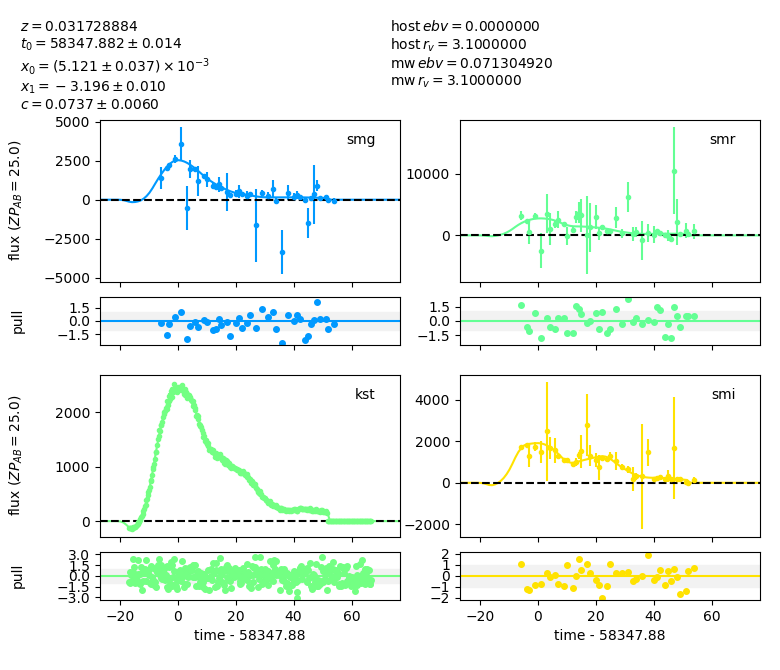 z = 0.031728884
t₀ = 58347.882 ± 0.014
x₀ = (5.121 ± 0.037) × 10⁻³
x₁ = −3.196 ± 0.010
c = 0.0737 ± 0.0060
host ebv = 0.0000000
host r_v = 3.1000000
mw ebv = 0.071304920
mw r_v = 3.1000000
flux (ZP_AB = 25.0)
5000
2500
0
−2500
−5000
smg
10000
0
smr
pull
1.5
0.0
−1.5
1.5
0.0
−1.5
flux (ZP_AB = 25.0)
2000
1000
0
kst
4000
2000
0
−2000
smi
pull
3.0
1.5
0.0
−1.5
−3.0
2
1
0
−1
−2
−20 0 20 40 60
−20 0 20 40 60
time - 58347.88
time - 58347.88